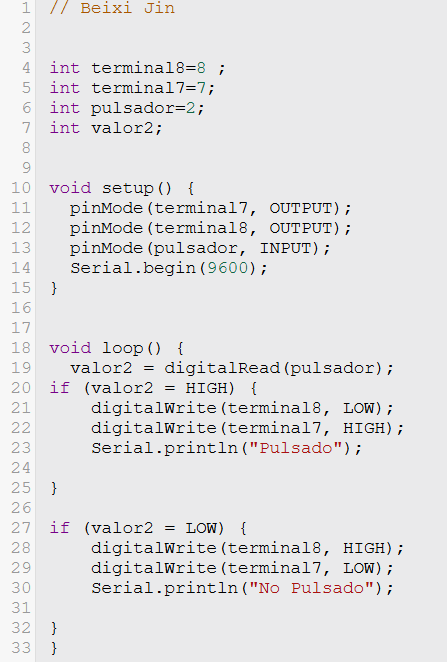 1 // Beixi Jin
2
3
4 int terminal8=8 ;
5 int terminal7=7;
6 int pulsador=2;
7 int valor2;
8
9
10 void setup() {
11   pinMode(terminal7, OUTPUT);
12   pinMode(terminal8, OUTPUT);
13   pinMode(pulsador, INPUT);
14   Serial.begin(9600);
15 }
16
17
18 void loop() {
19   valor2 = digitalRead(pulsador);
20 if (valor2 = HIGH) {
21     digitalWrite(terminal8, LOW);
22     digitalWrite(terminal7, HIGH);
23     Serial.println("Pulsado");
24
25 }
26
27 if (valor2 = LOW) {
28     digitalWrite(terminal8, HIGH);
29     digitalWrite(terminal7, LOW);
30     Serial.println("No Pulsado");
31
32 }
33 }